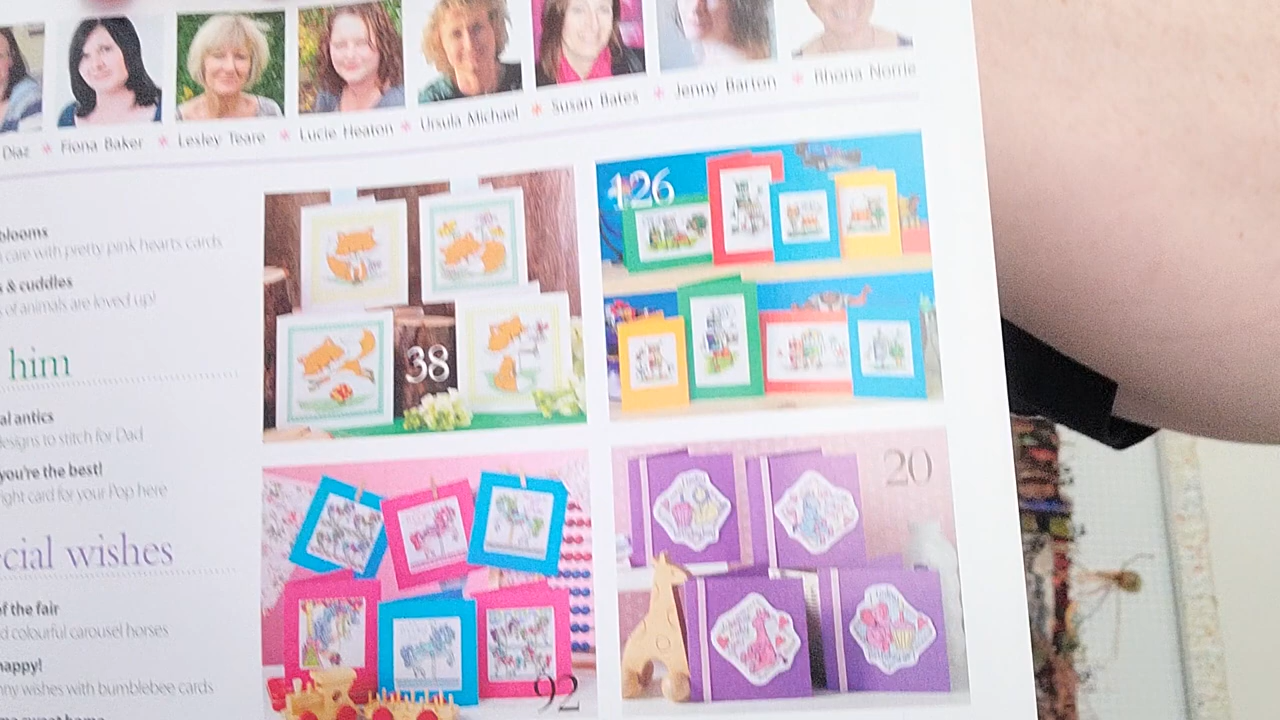 Diaz * Fiona Baker * Lesley Teare * Lucie Heaton * Ursula Michael * Susan Bates * Jenny Barton * Rhona Norrie
blooms
care with pretty pink hearts cards
& cuddles
of animals are loved up!
him
al antics
designs to stitch for Dad
you're the best!
right card for your Pop here
cial wishes
of the fair
d colourful carousel horses
happy!
nny wishes with bumblebee cards
126
38
20
92